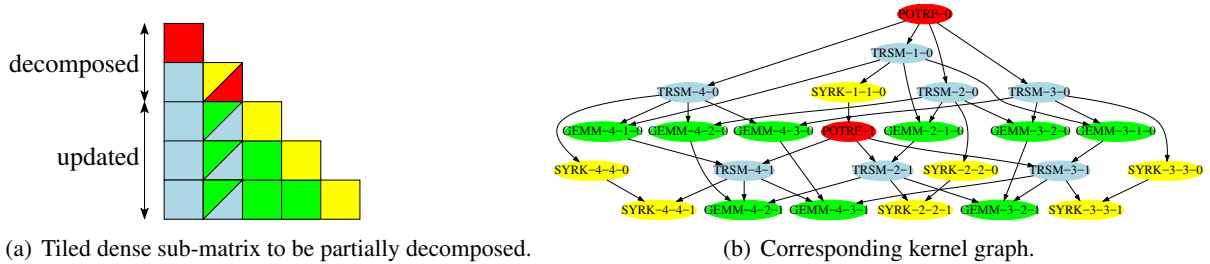 decomposed
updated
(a) Tiled dense sub-matrix to be partially decomposed.
POTRF-0
TRSM-1-0
TRSM-4-0 SYRK-1-1-0 TRSM-2-0 TRSM-3-0
GEMM-4-1-0 GEMM-4-2-0 GEMM-4-3-0 POTRF-1 GEMM-2-1-0 GEMM-3-2-0 GEMM-3-1-0
SYRK-4-4-0 TRSM-4-1 TRSM-2-1 SYRK-2-2-0 TRSM-3-1 SYRK-3-3-0
SYRK-4-4-1 GEMM-4-2-1 GEMM-4-3-1 SYRK-2-2-1 GEMM-3-2-1 SYRK-3-3-1
(b) Corresponding kernel graph.